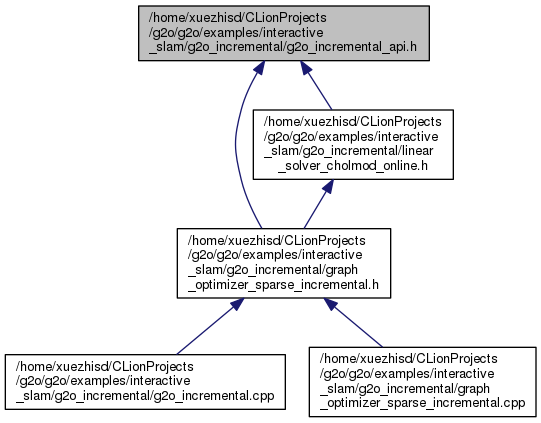 /home/xuezhisd/CLionProjects
/g2o/g2o/examples/interactive
_slam/g2o_incremental/g2o_incremental_api.h
/home/xuezhisd/CLionProjects
/g2o/g2o/examples/interactive
_slam/g2o_incremental/linear
_solver_cholmod_online.h
/home/xuezhisd/CLionProjects
/g2o/g2o/examples/interactive
_slam/g2o_incremental/graph
_optimizer_sparse_incremental.h
/home/xuezhisd/CLionProjects
/g2o/g2o/examples/interactive
_slam/g2o_incremental/g2o_incremental.cpp
/home/xuezhisd/CLionProjects
/g2o/g2o/examples/interactive
_slam/g2o_incremental/graph
_optimizer_sparse_incremental.cpp